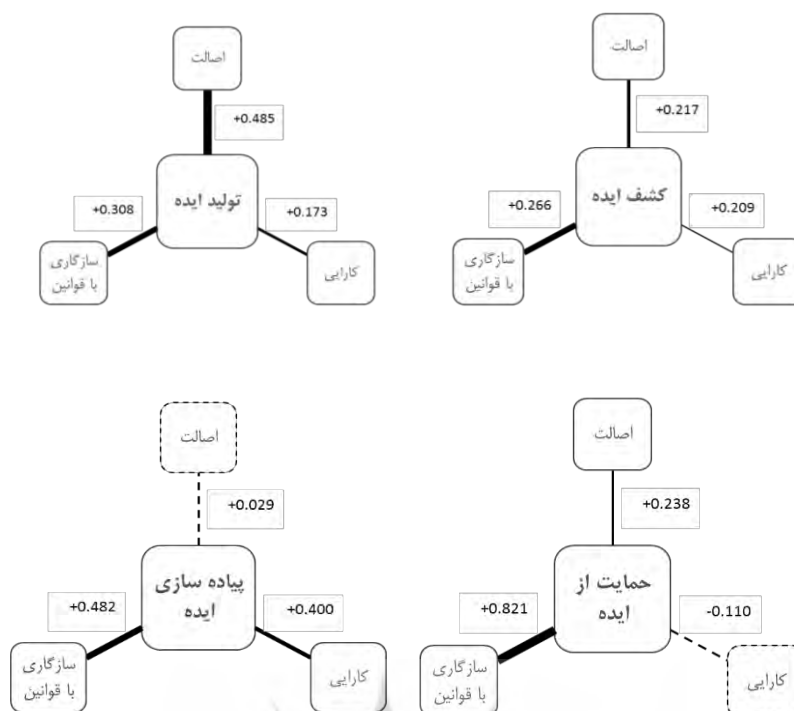 اصالت
+0.485
تولید ایده
+0.308
+0.173
سازگاری
با قوانین
کارایی
اصالت
+0.217
کشف ایده
+0.266
+0.209
سازگاری
با قوانین
کارایی
اصالت
+0.029
پیاده سازی
ایده
+0.482
+0.400
سازگاری
با قوانین
کارایی
اصالت
+0.238
حمایت از
ایده
+0.821
-0.110
سازگاری
با قوانین
کارایی